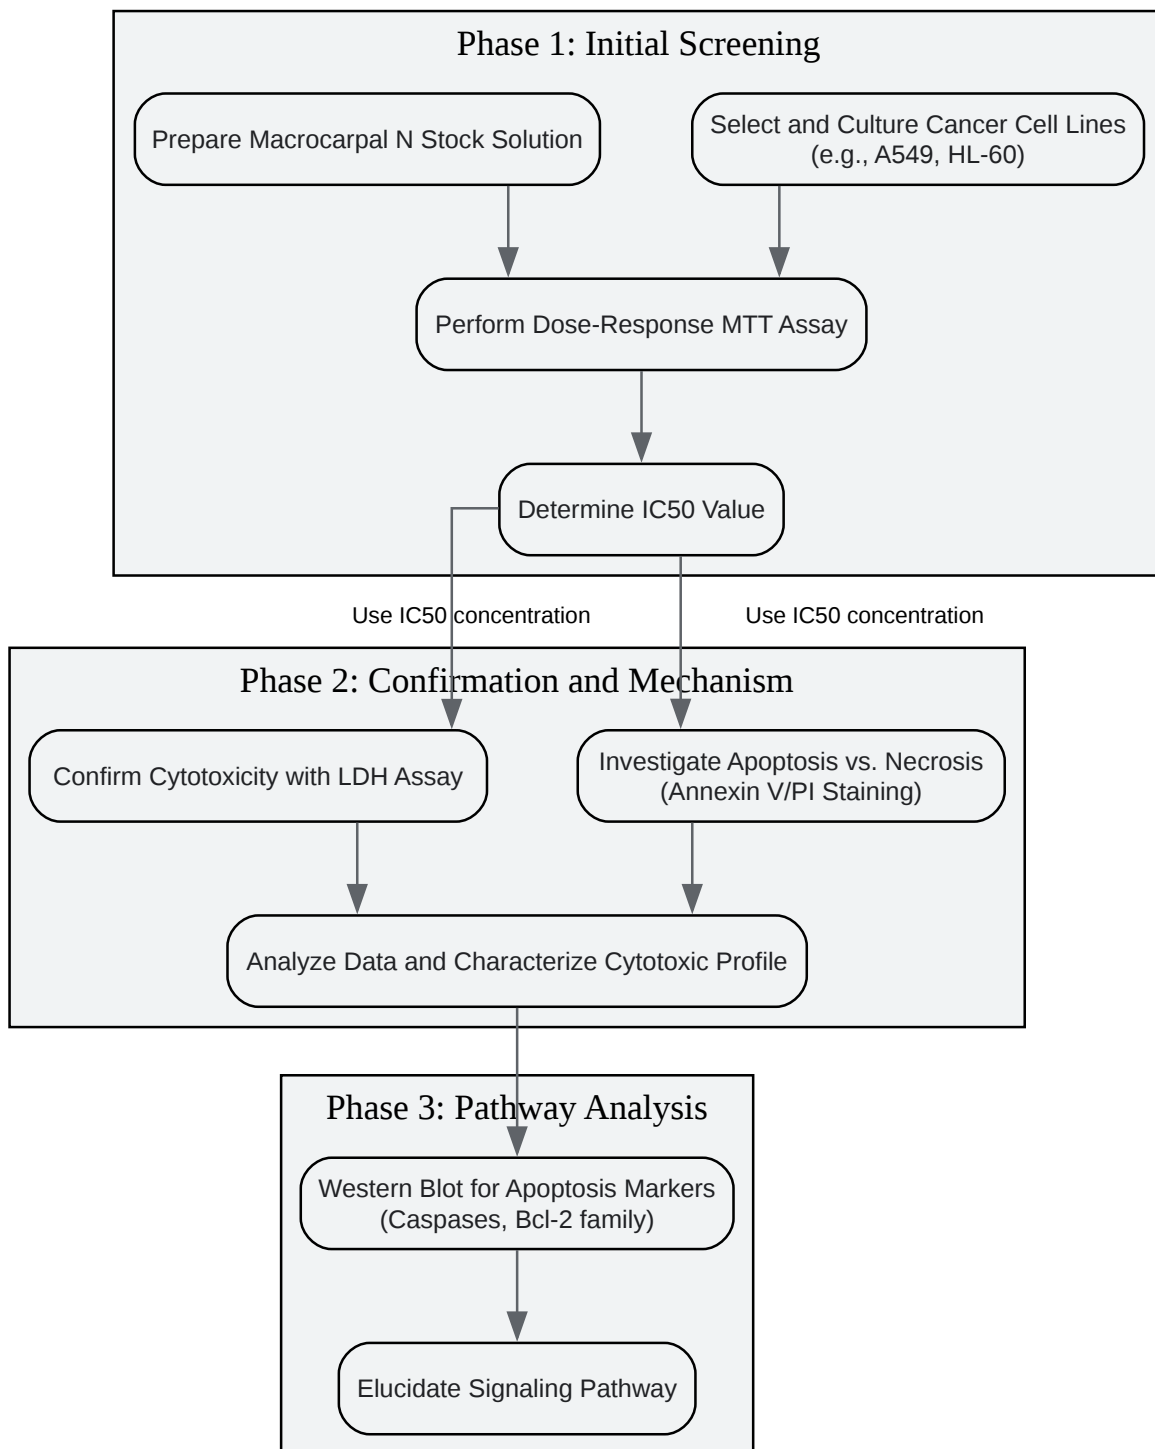 Phase 1: Initial Screening
Prepare Macrocarpal N Stock Solution
Select and Culture Cancer Cell Lines
(e.g., A549, HL-60)
Perform Dose-Response MTT Assay
Determine IC50 Value
Use IC50 concentration
Use IC50 concentration
Phase 2: Confirmation and Mechanism
Confirm Cytotoxicity with LDH Assay
Investigate Apoptosis vs. Necrosis
(Annexin V/PI Staining)
Analyze Data and Characterize Cytotoxic Profile
Phase 3: Pathway Analysis
Western Blot for Apoptosis Markers
(Caspases, Bcl-2 family)
Elucidate Signaling Pathway